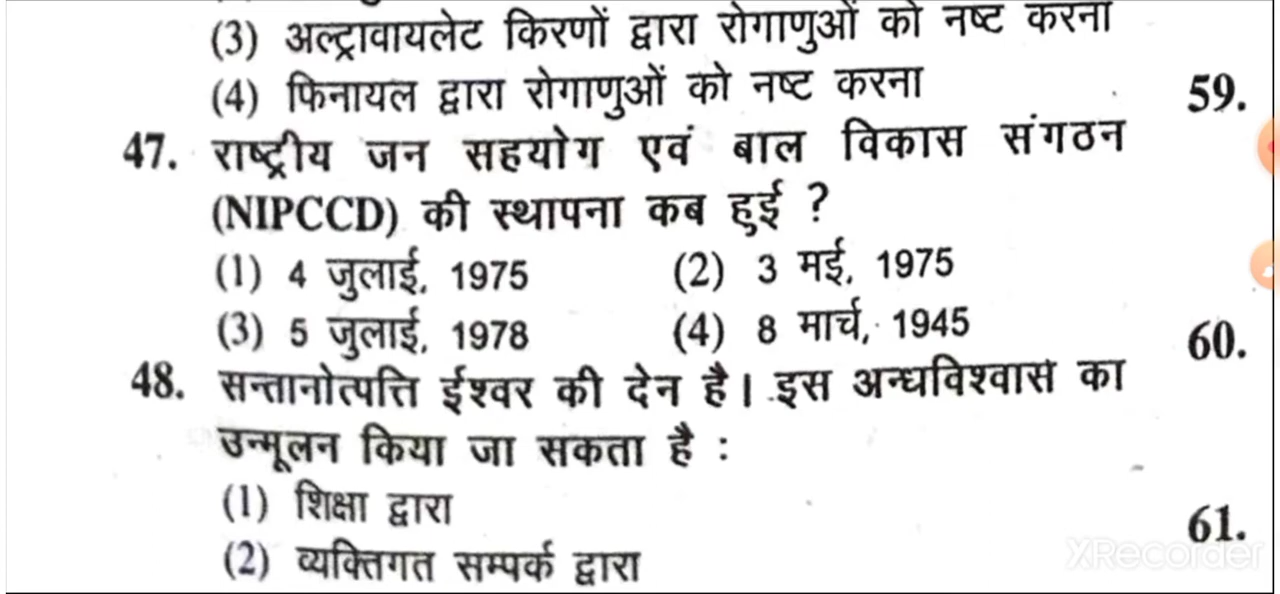 (3) अल्ट्रावायलेट किरणों द्वारा रोगाणुओं को नष्ट करना
(4) फिनायल द्वारा रोगाणुओं को नष्ट करना
59.
47. राष्ट्रीय जन सहयोग एवं बाल विकास संगठन
(NIPCCD) की स्थापना कब हुई ?
(1) 4 जुलाई, 1975 (2) 3 मई, 1975
(3) 5 जुलाई, 1978 (4) 8 मार्च, 1945
60.
48. सन्तानोत्पत्ति ईश्वर की देन है। इस अन्धविश्वास का
उन्मूलन किया जा सकता है :
(1) शिक्षा द्वारा
61.
(2) व्यक्तिगत सम्पर्क द्वारा
XRecorder